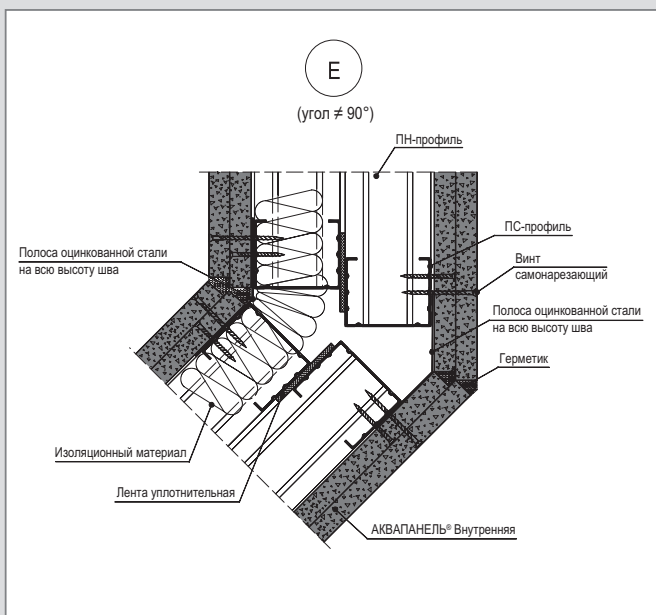 Е
(угол ≠ 90°)
ПН-профиль
ПС-профиль
Винт
самонарезающий
Полоса оцинкованной стали
на всю высоту шва
Полоса оцинкованной стали
на всю высоту шва
Герметик
Изоляционный материал
Лента уплотнительная
АКВАПАНЕЛЬ® Внутренняя